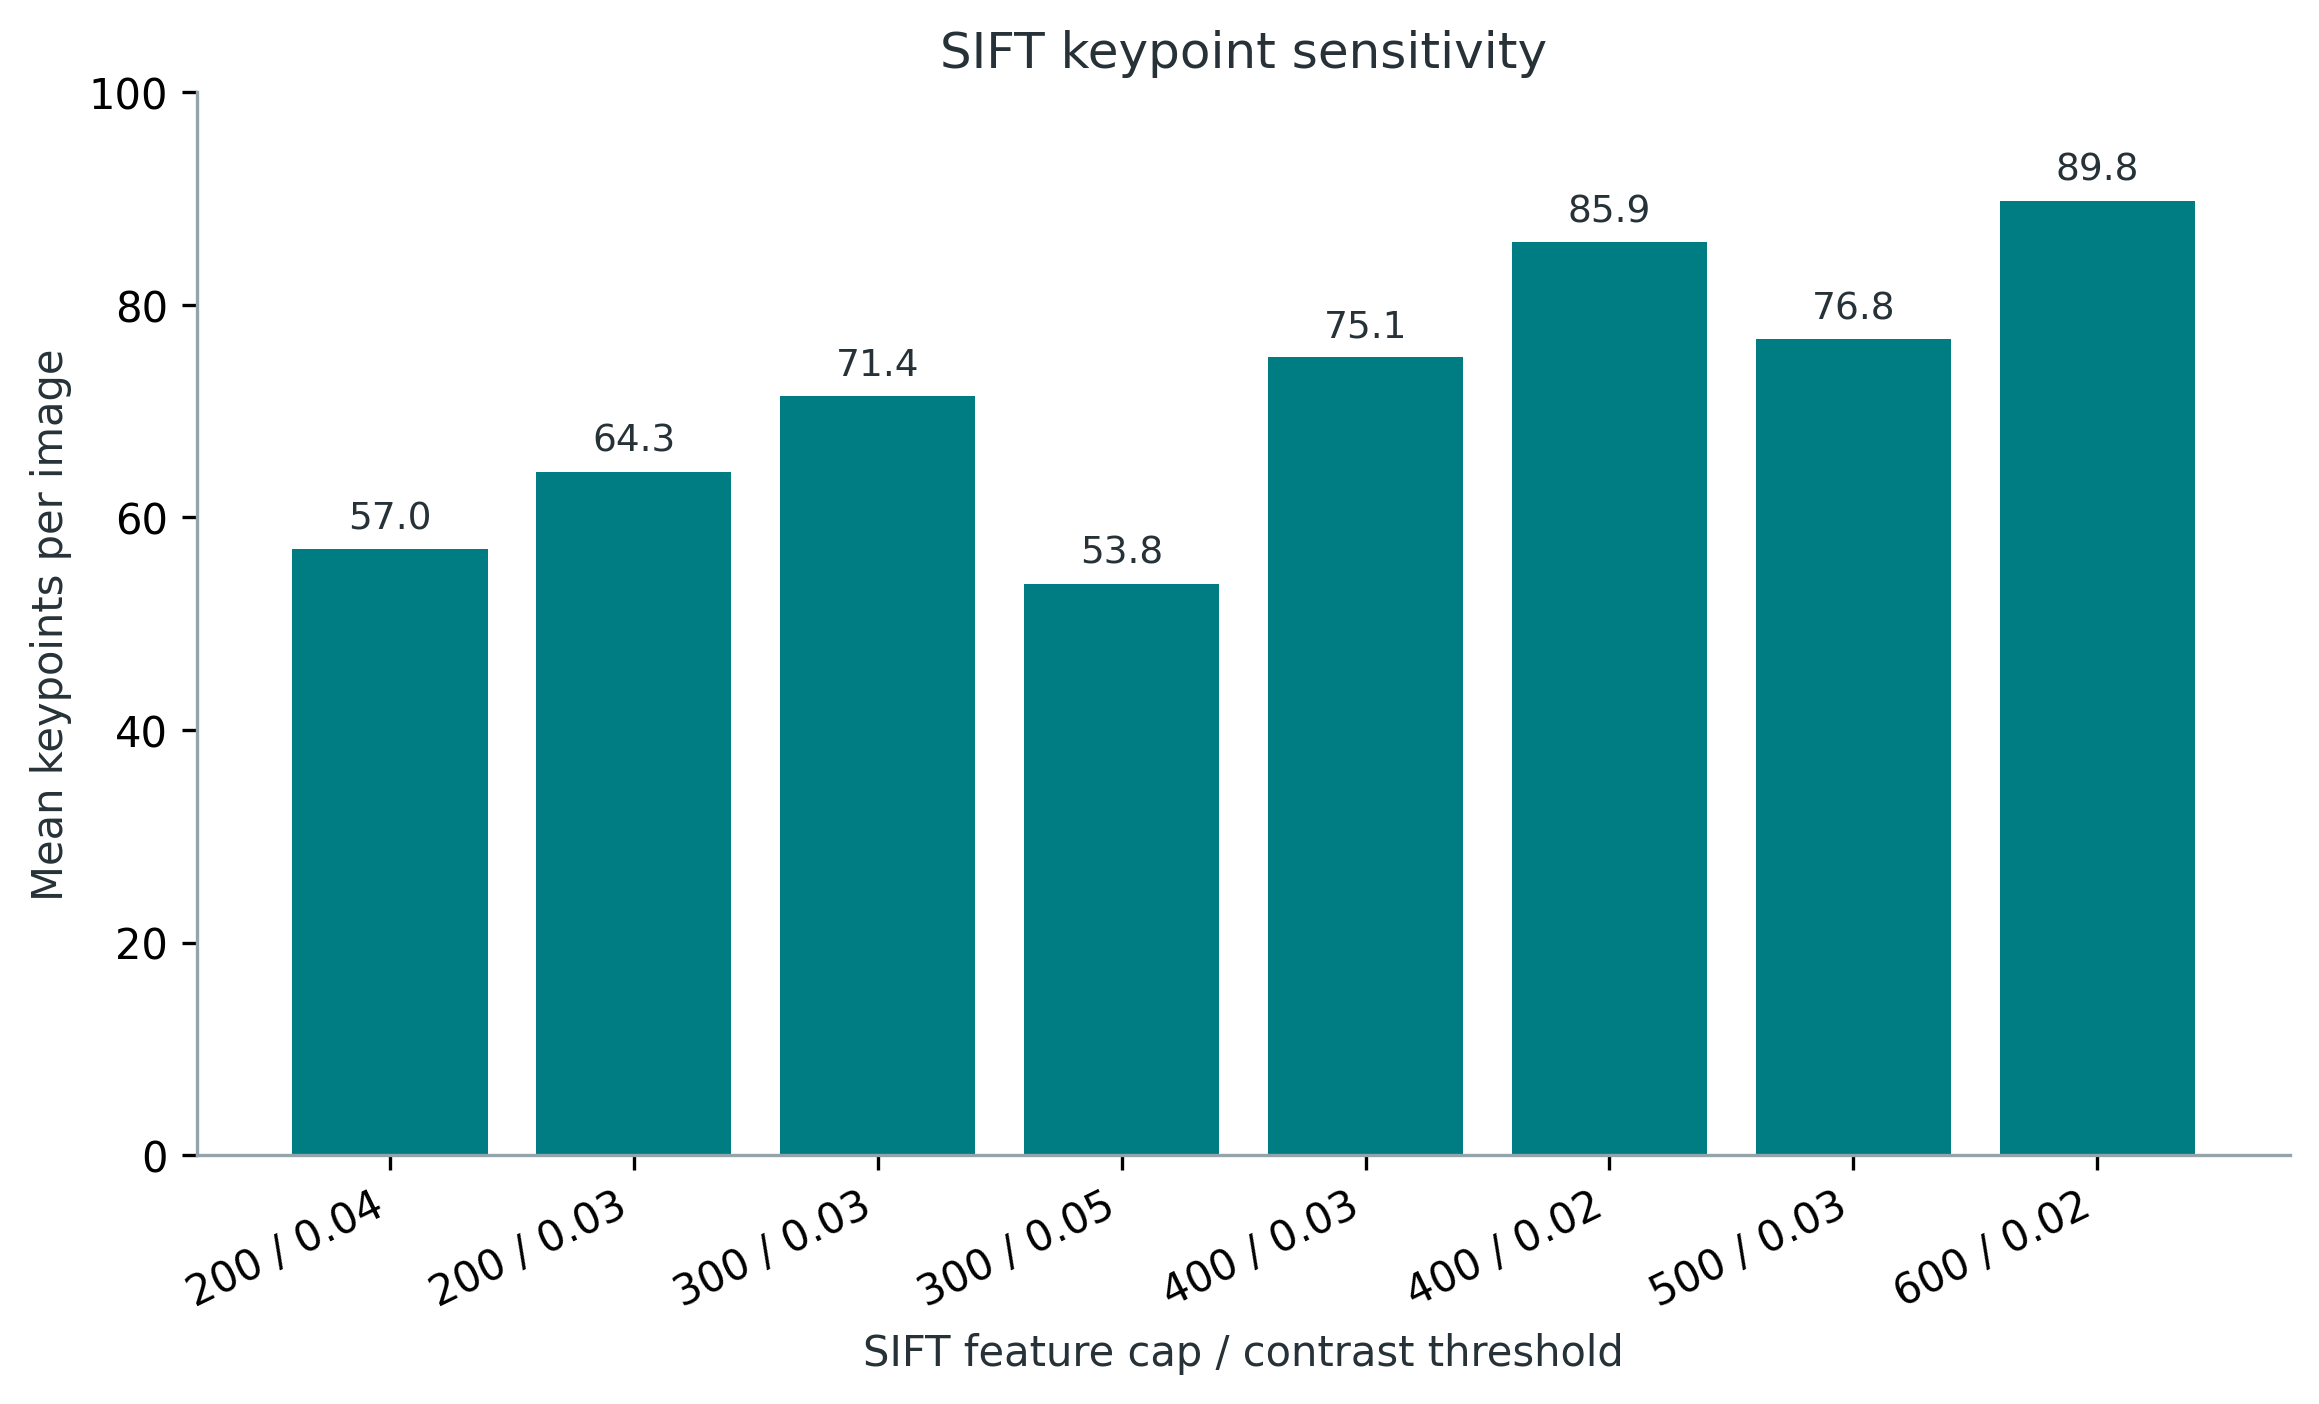 SIFT keypoint sensitivity
Mean keypoints per image
100
80
60
40
20
0
57.0
64.3
71.4
53.8
75.1
85.9
76.8
89.8
200 / 0.04
200 / 0.03
300 / 0.03
300 / 0.05
400 / 0.03
400 / 0.02
500 / 0.03
600 / 0.02
SIFT feature cap / contrast threshold